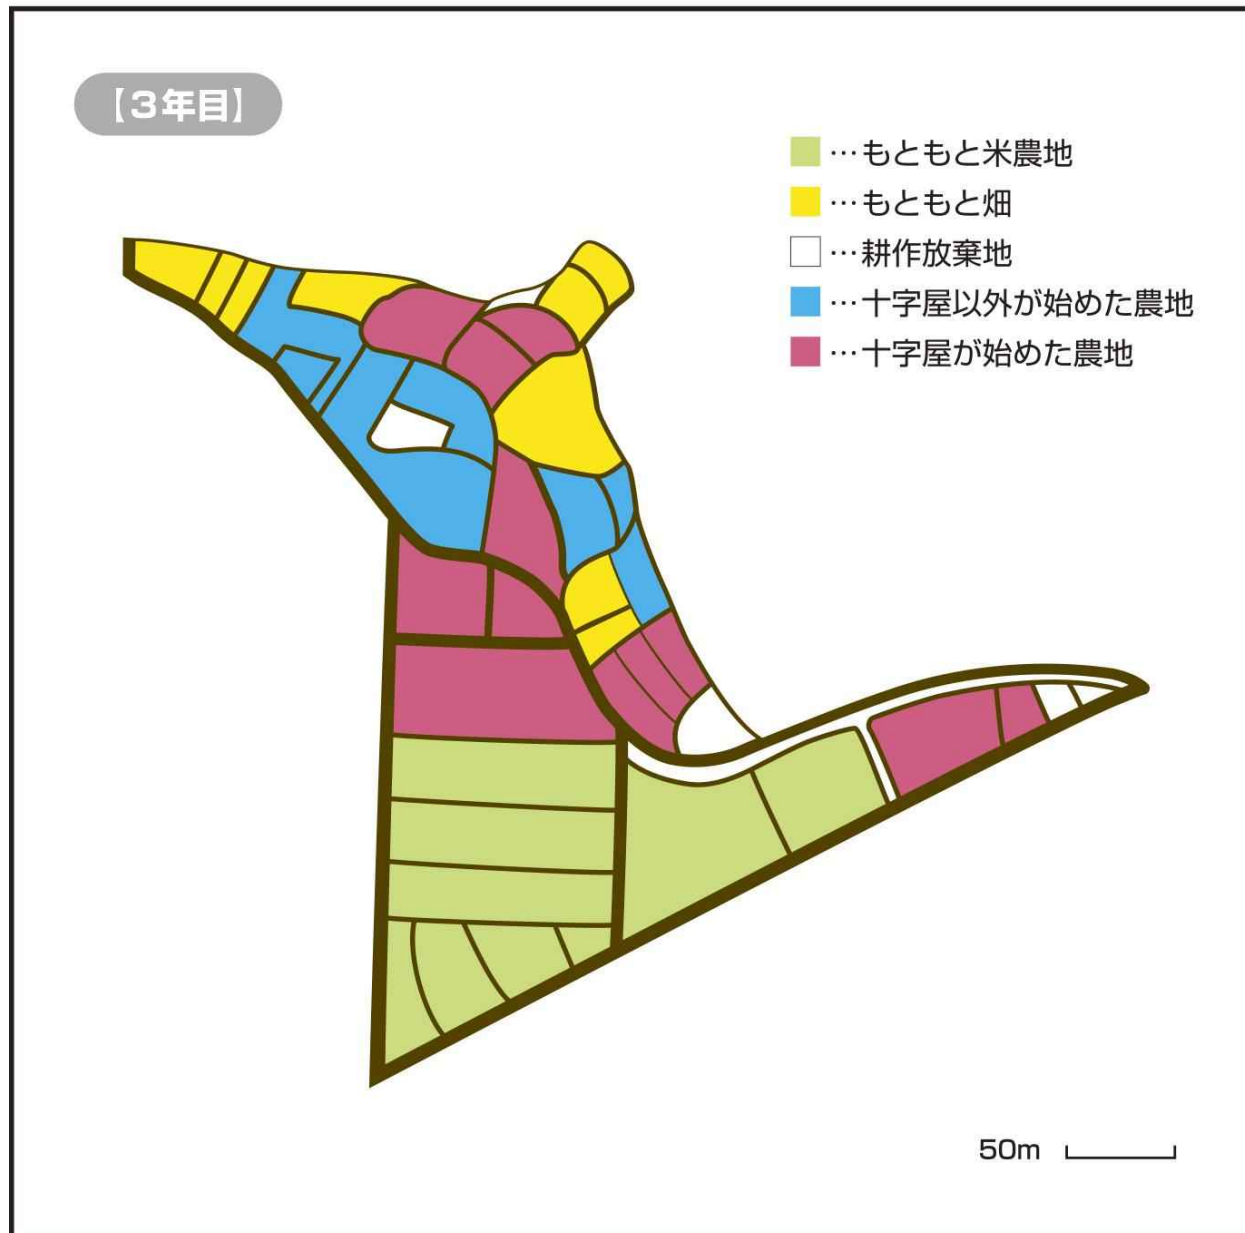 【3年目】
…もともと米農地
…もともと畑
…耕作放棄地
…十字屋以外が始めた農地
…十字屋が始めた農地
50m